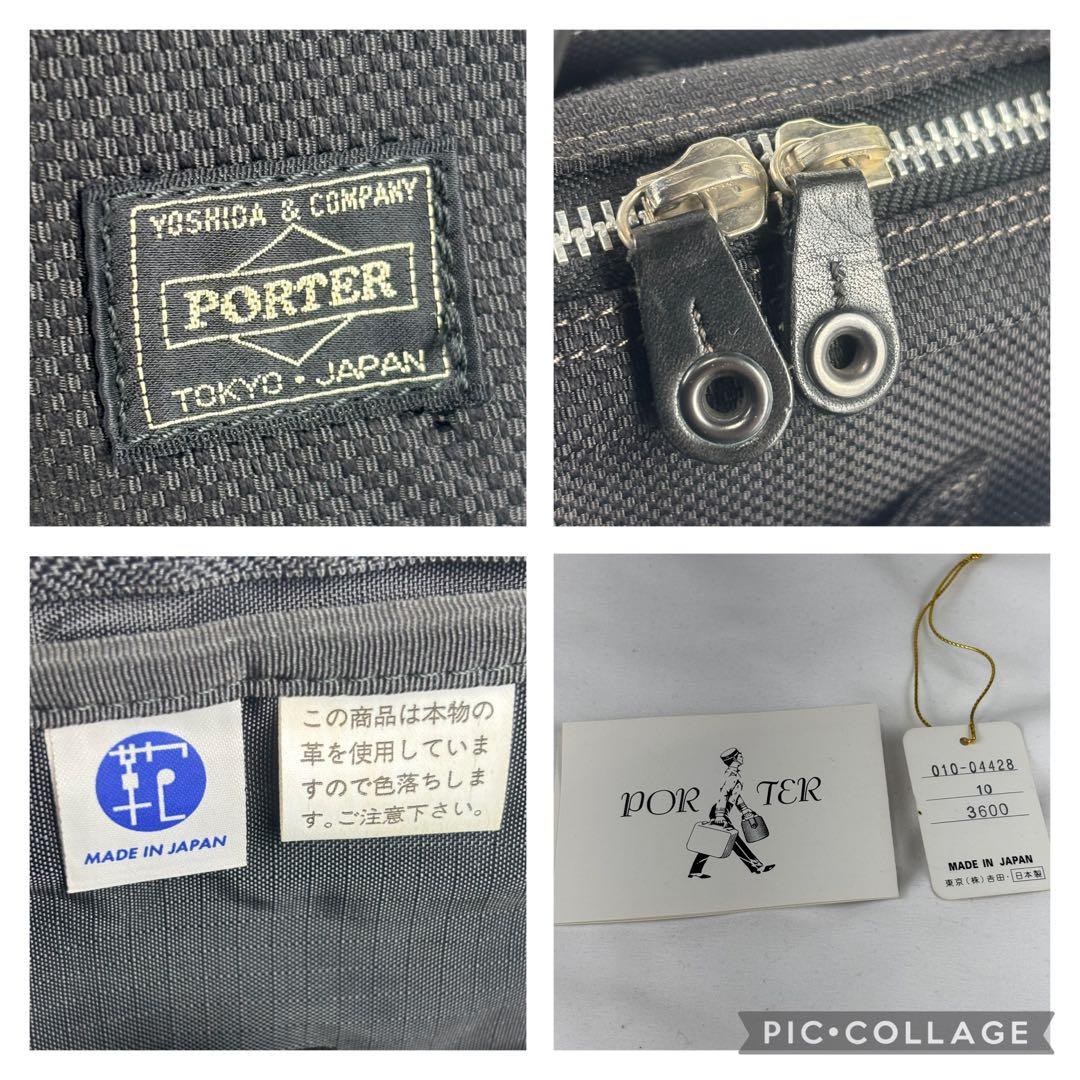 YOSHIDA & COMPANY
PORTER
TOKYO・JAPAN
MADE IN JAPAN
この商品は本物の
革を使用していま
すので色落ちしま
す。ご注意下さい。
PORTER
010-04428
10
3600
MADE IN JAPAN
東京(株)吉田・日本製
PIC•COLLAGE